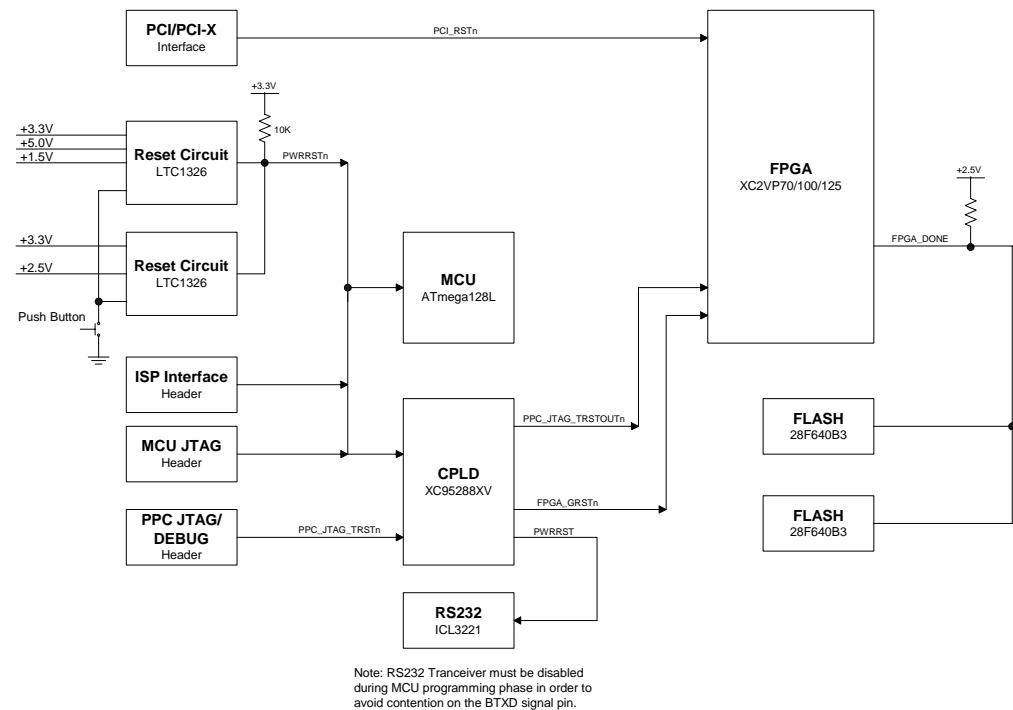 PCI/PCI-X
Interface
PCI_RSTn
+3.3V
10K
+3.3V
+5.0V
+1.5V
Reset Circuit
LTC1326
PWRRSTn
FPGA
XC2VP70/100/125
+2.5V
FPGA_DONE
+3.3V
+2.5V
Reset Circuit
LTC1326
MCU
ATmega128L
Push Button
ISP Interface
Header
MCU JTAG
Header
PPC JTAG/
DEBUG
Header
PPC_JTAG_TRSTn
CPLD
XC95288XV
PPC_JTAG_TRSTOUTn
FPGA_GRSTn
PWRRST
FLASH
28F640B3
FLASH
28F640B3
RS232
ICL3221
Note: RS232 Tranceiver must be disabled
during MCU programming phase in order to
avoid contention on the BTXD signal pin.